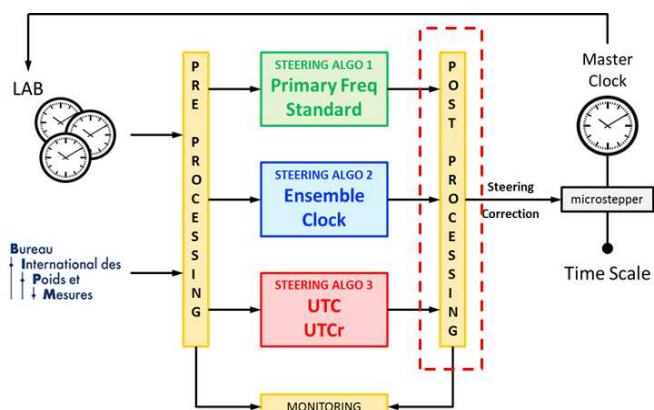 LAB
Bureau
International des
Poids et
Mesures
PRE PROCESSING
STEERING ALGO 1
Primary Freq
Standard
STEERING ALGO 2
Ensemble
Clock
STEERING ALGO 3
UTC
UTCr
POST PROCESSING
Steering
Correction
Master
Clock
microstepper
Time Scale
MONITORING